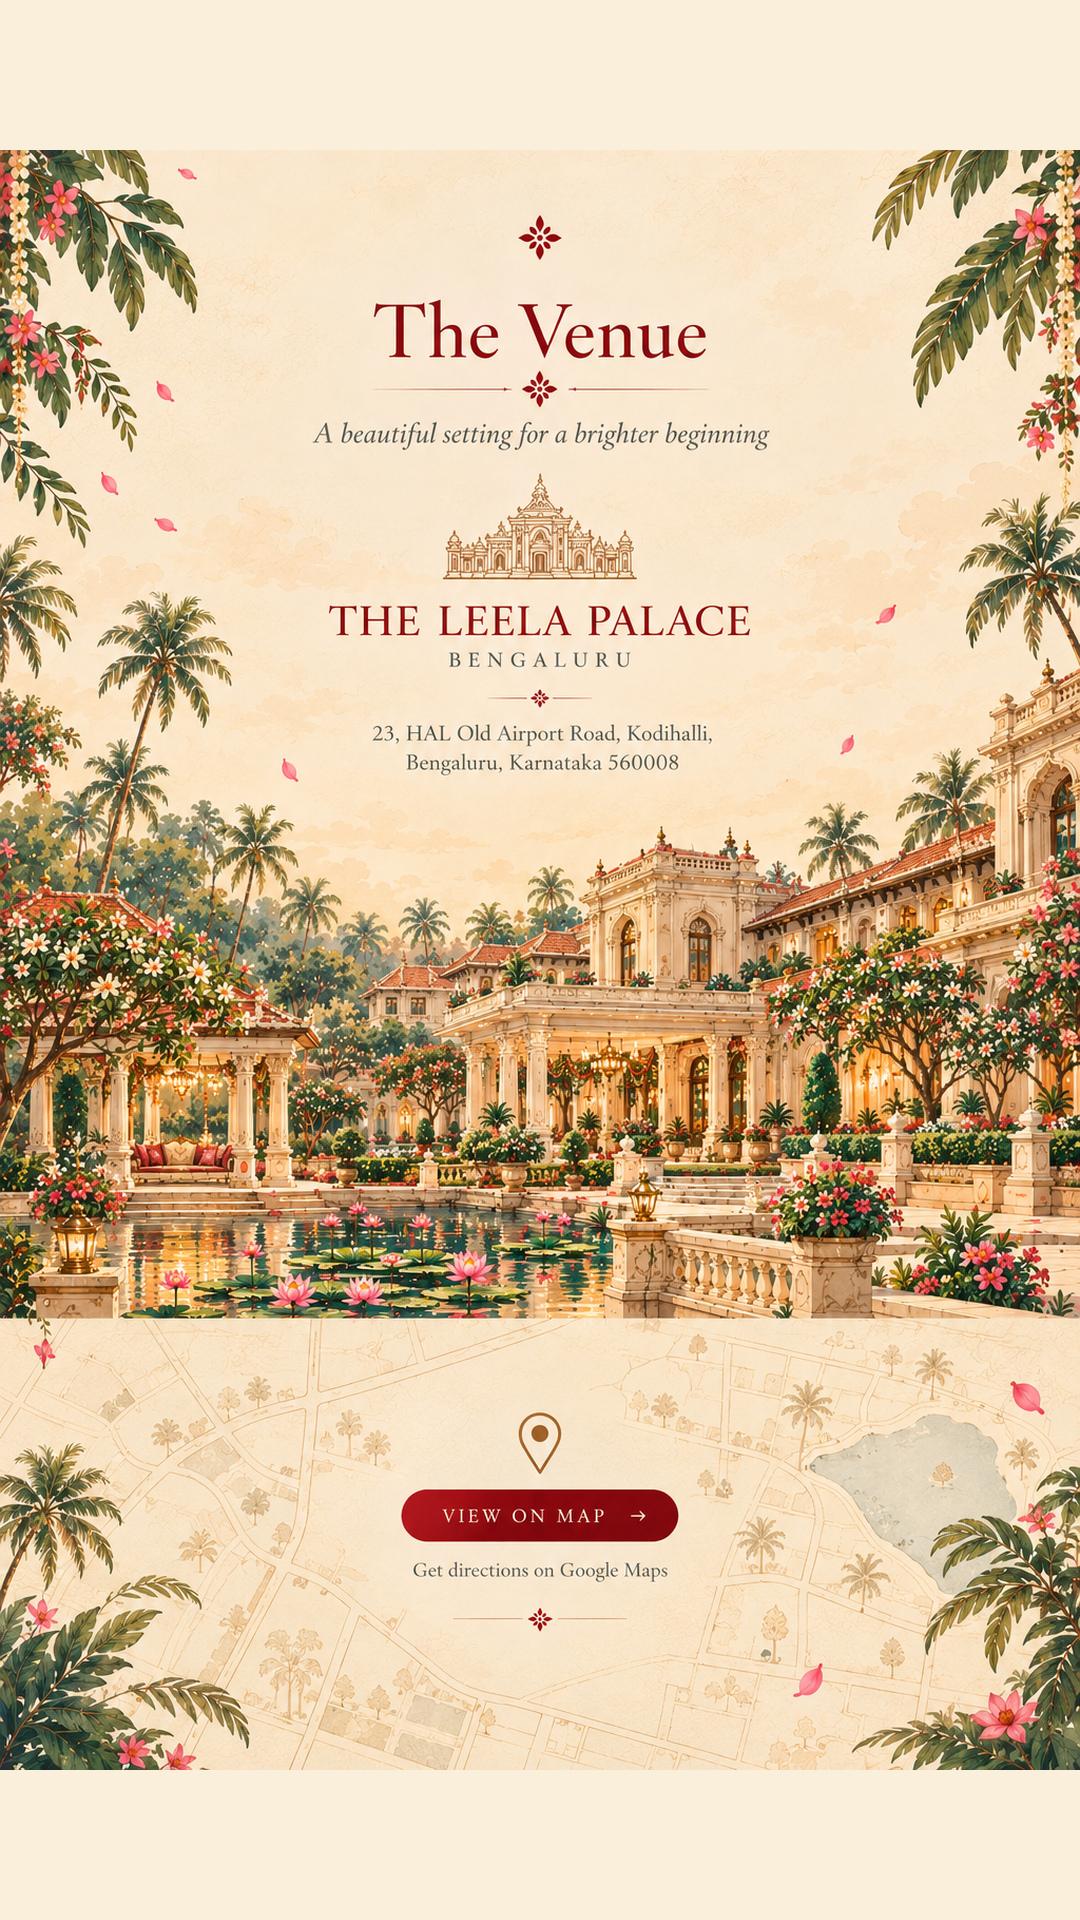 The Venue
A beautiful setting for a brighter beginning
THE LEELA PALACE
BENGALURU
23, HAL Old Airport Road, Kodihalli,
Bengaluru, Karnataka 560008
VIEW ON MAP →
Get directions on Google Maps